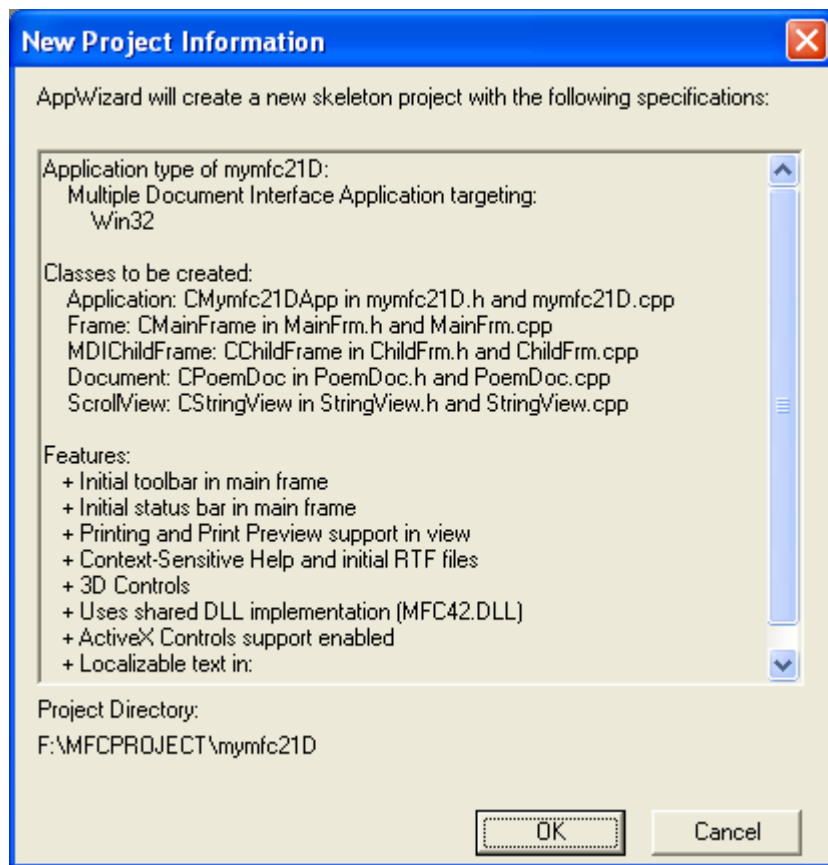 New Project Information
AppWizard will create a new skeleton project with the following specifications:
Application type of mymfc21D:
Multiple Document Interface Application targeting:
Win32
Classes to be created:
Application: CMymfc21DApp in mymfc21D.h and mymfc21D.cpp
Frame: CMainFrame in MainFrm.h and MainFrm.cpp
MDIChildFrame: CChildFrame in ChildFrm.h and ChildFrm.cpp
Document: CPoemDoc in PoemDoc.h and PoemDoc.cpp
ScrollView: CStringView in StringView.h and StringView.cpp
Features:
+ Initial toolbar in main frame
+ Initial status bar in main frame
+ Printing and Print Preview support in view
+ Context-Sensitive Help and initial RTF files
+ 3D Controls
+ Uses shared DLL implementation (MFC42.DLL)
+ ActiveX Controls support enabled
+ Localizable text in:
Project Directory:
F:\MFCPROJECT\mymfc21D
OK Cancel